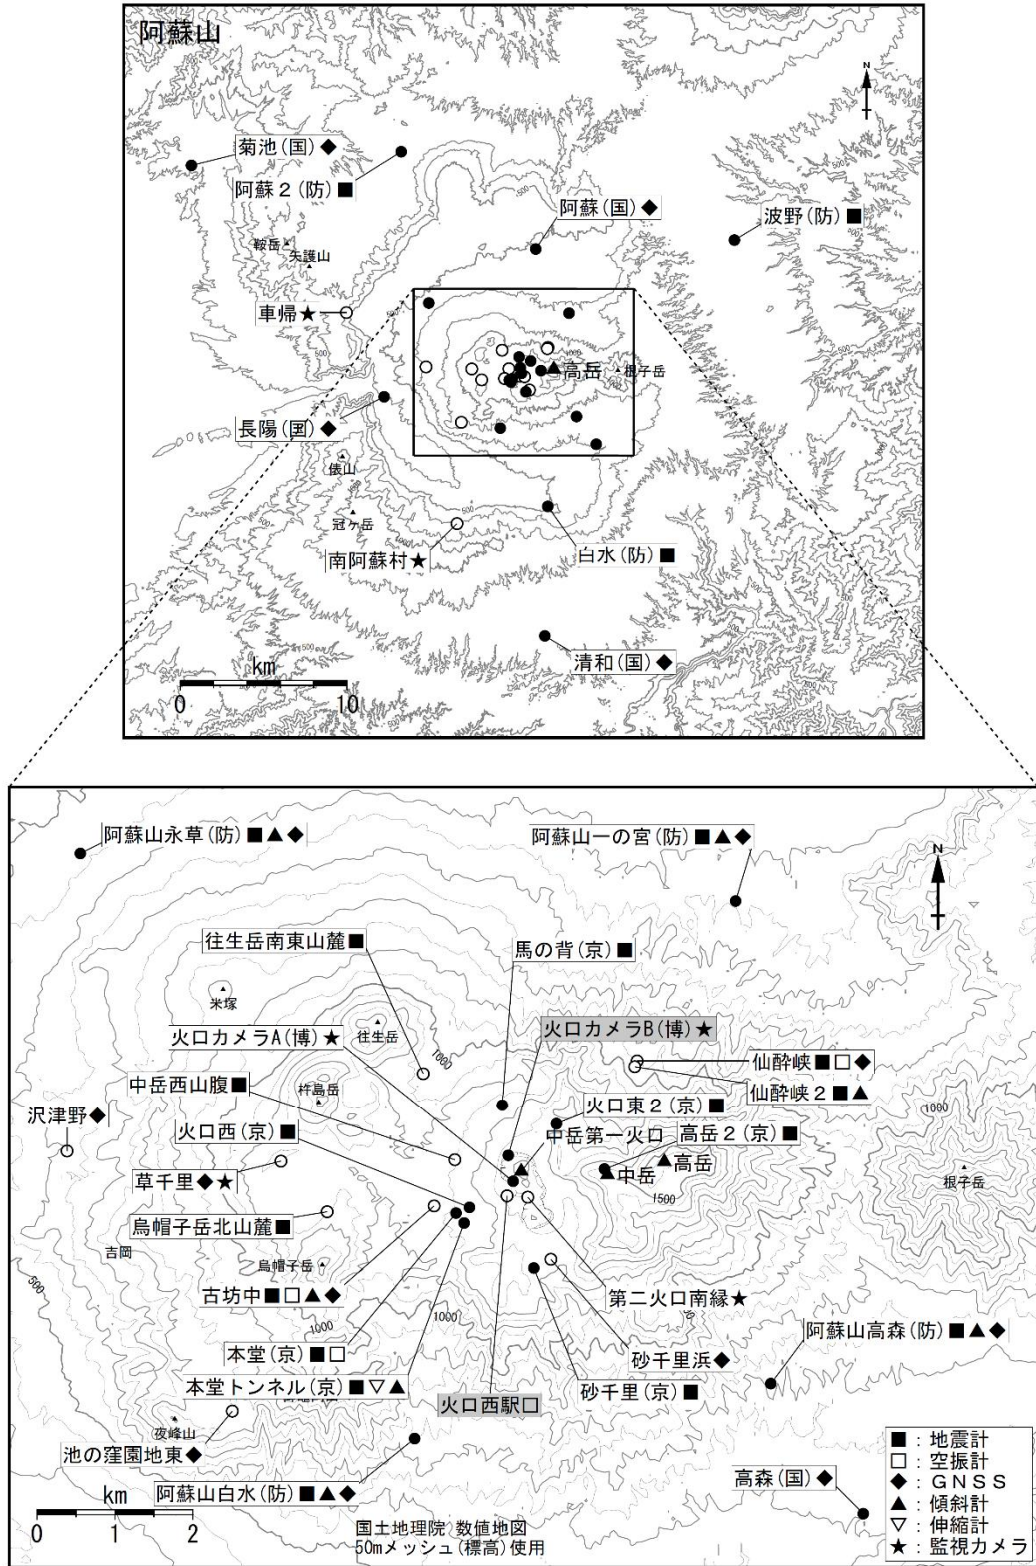 阿蘇山
N
菊池(国)◆
阿蘇2(防)■
阿蘇(国)◆
波野(防)■
鞍岳
矢護山
車帰★
高岳
根子岳
長陽(国)◆
俵山
冠ヶ岳
南阿蘇村★
白水(防)■
清和(国)◆
km
0 10
阿蘇山永草(防)■▲◆
阿蘇山一の宮(防)■▲◆
N
往生岳南東山麓■
馬の背(京)■
米塚
火口カメラA(博)★
往生岳
火口カメラB(博)★
1000
仙酔峡■□◆
中岳西山腹■
杵島岳
仙酔峡2■▲
沢津野◆
火口東2(京)■
1000
火口西(京)■
中岳第一火口
高岳2(京)■
草千里◆★
中岳
高岳
根子岳
1500
烏帽子岳北山麓■
吉岡
烏帽子岳
500
古坊中■□▲◆
第二火口南縁★
1000
1000
阿蘇山高森(防)■▲◆
本堂(京)■□
砂千里浜◆
本堂トンネル(京)■▽▲
砂千里(京)■
火口西駅□
夜峰山
池の窪園地東◆
阿蘇山白水(防)■▲◆
高森(国)◆
km
0 1 2
国土地理院 数値地図
50mメッシュ(標高)使用
■:地震計
□:空振計
◆:GNSS
▲:傾斜計
▽:伸縮計
★:監視カメラ